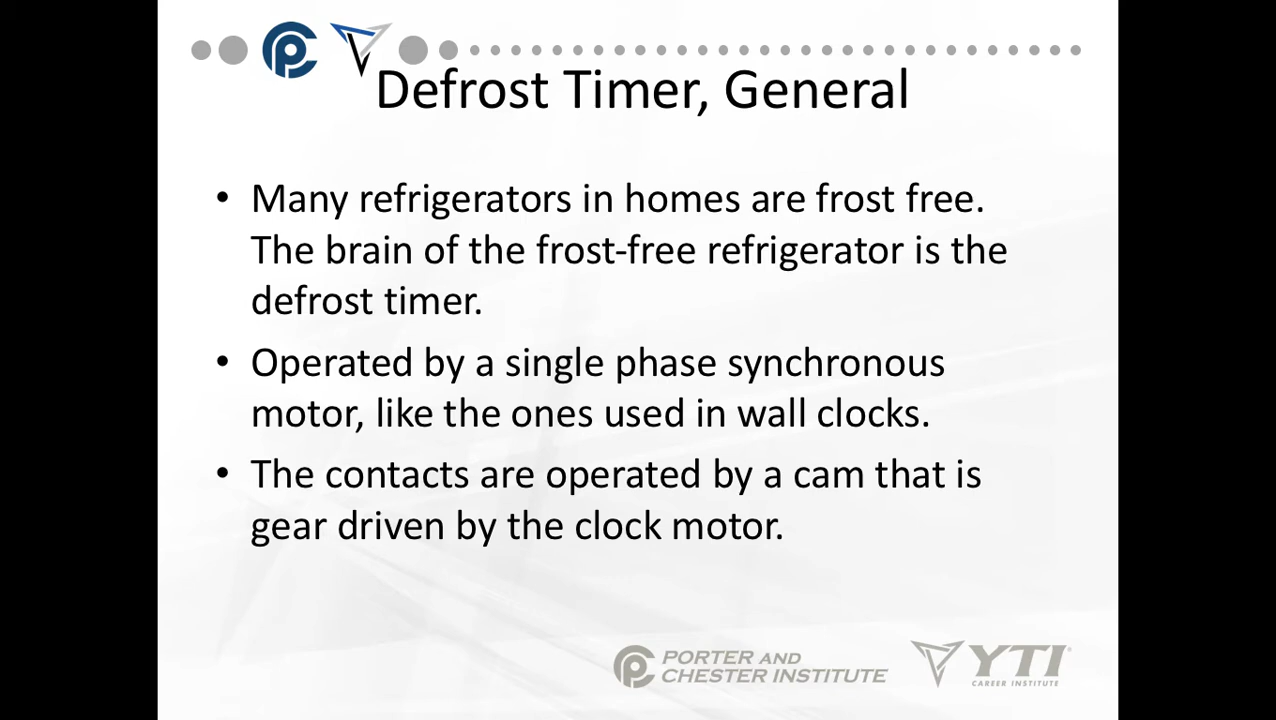 Defrost Timer, General
• Many refrigerators in homes are frost free.
The brain of the frost-free refrigerator is the
defrost timer.
• Operated by a single phase synchronous
motor, like the ones used in wall clocks.
• The contacts are operated by a cam that is
gear driven by the clock motor.
PORTER AND
CHESTER INSTITUTE
YTI
CAREER INSTITUTE